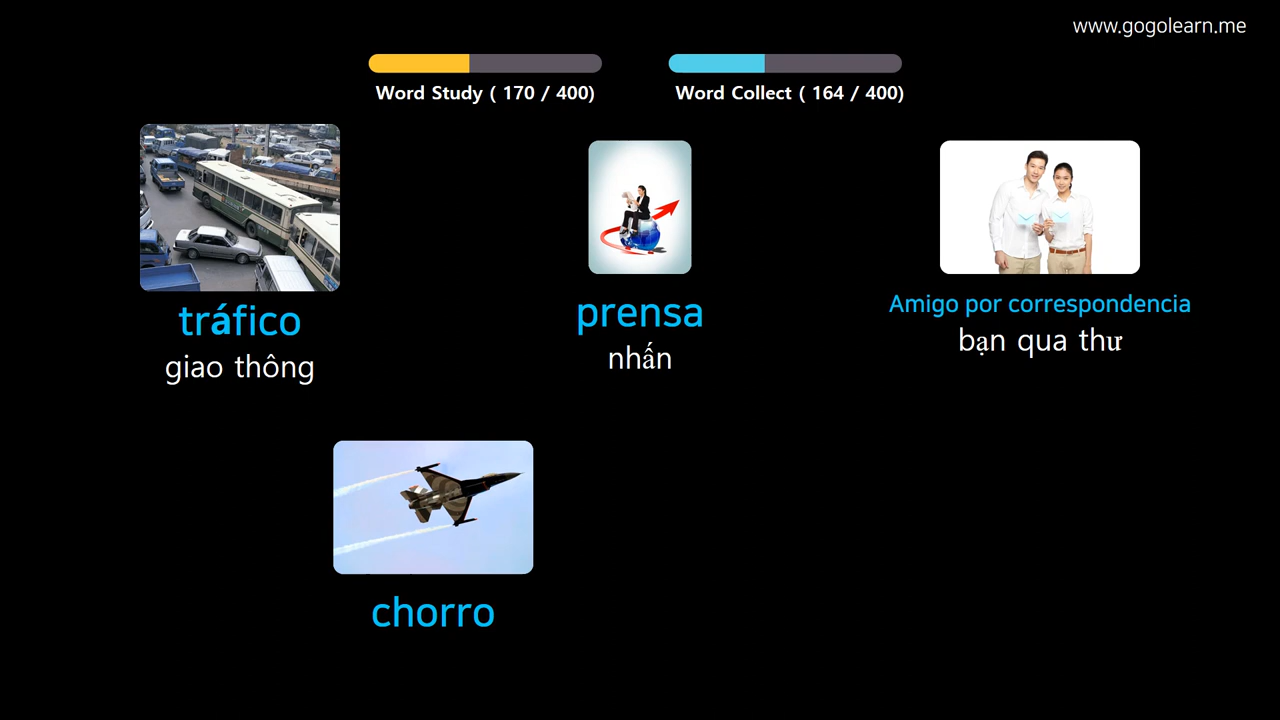 www.gogolearn.me
Word Study ( 170 / 400)
Word Collect ( 164 / 400)
tráfico
giao thông
prensa
nhấn
Amigo por correspondencia
bạn qua thư
chorro